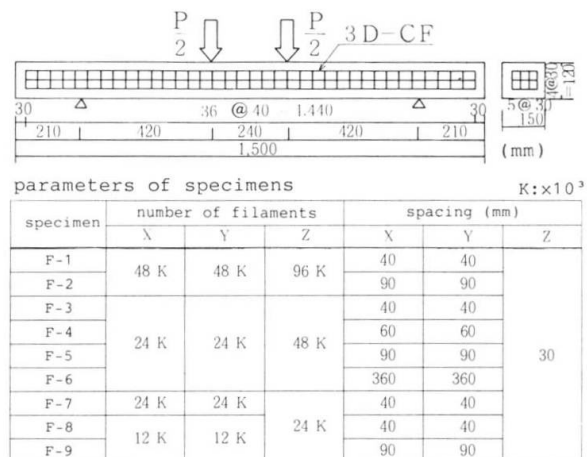 P P
2 2
3D-CF
30 36 @ 40 1.440 30
210 420 240 420 210
1,500
5@30
150
4@30
=120
(mm)
parameters of specimens K:x10³
specimen number of filaments spacing (mm)
X Y Z X Y Z
F-1 48 K 48 K 96 K 40 40 30
F-2 90 90
F-3 24 K 24 K 48 K 40 40
F-4 60 60
F-5 90 90
F-6 360 360
F-7 24 K 24 K 24 K 40 40
F-8 12 K 12 K 40 40
F-9 90 90